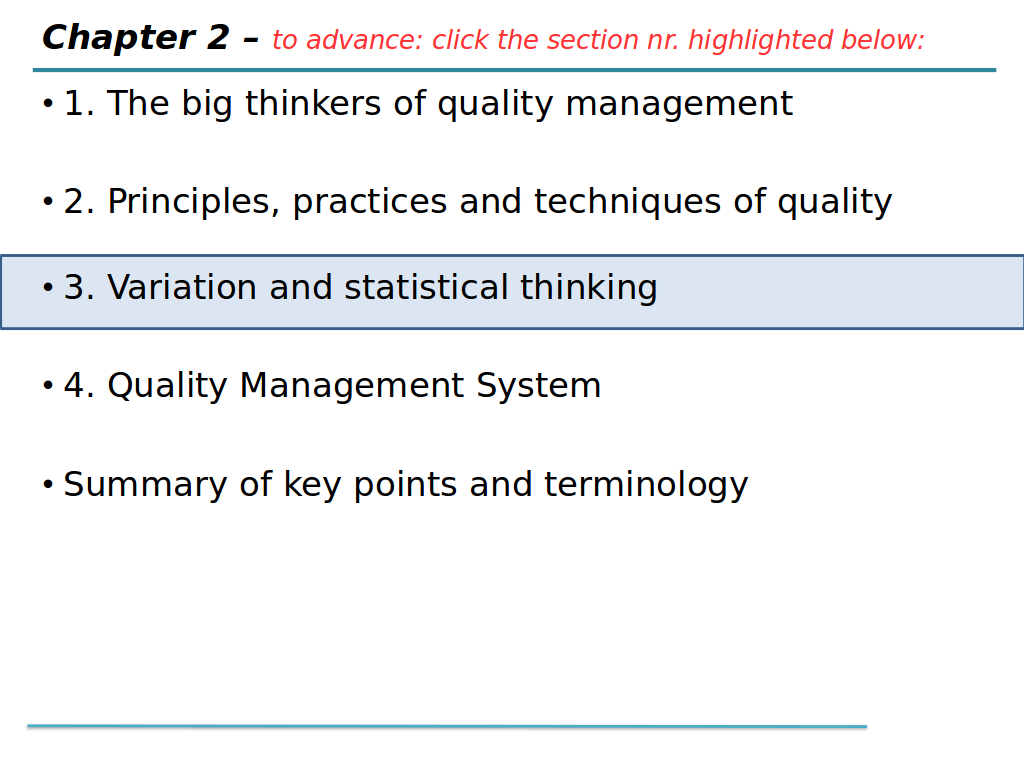 Chapter 2 – to advance: click the section nr. highlighted below:
• 1. The big thinkers of quality management
• 2. Principles, practices and techniques of quality
• 3. Variation and statistical thinking
• 4. Quality Management System
• Summary of key points and terminology